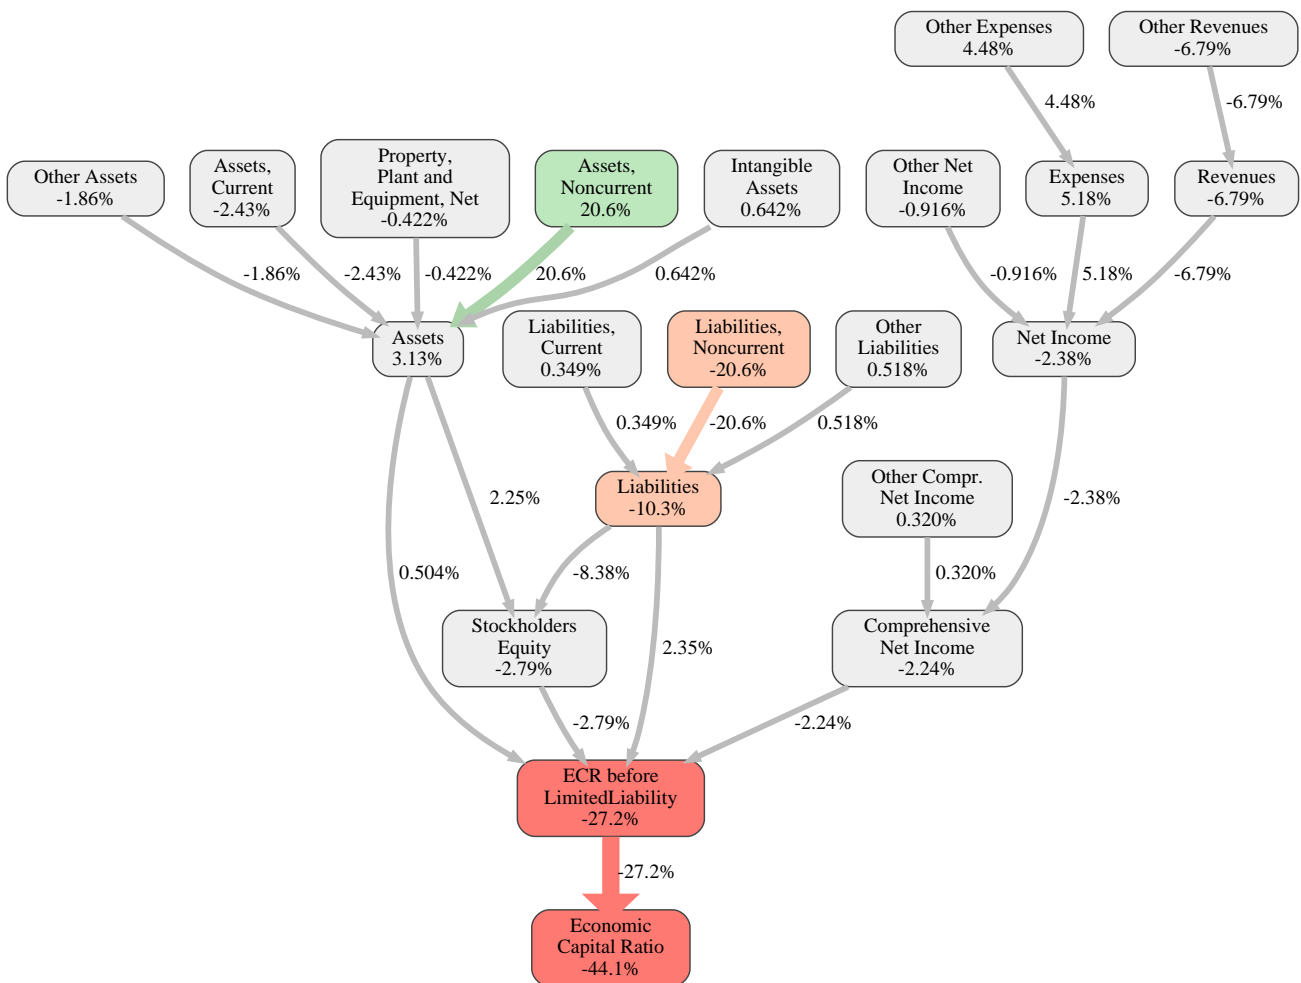 Other Expenses
4.48%
Other Revenues
-6.79%
4.48%
-6.79%
Other Assets
-1.86%
Assets,
Current
-2.43%
Property,
Plant and
Equipment, Net
-0.422%
Assets,
Noncurrent
20.6%
Intangible
Assets
0.642%
Other Net
Income
-0.916%
Expenses
5.18%
Revenues
-6.79%
-1.86%
-2.43%
-0.422%
20.6%
0.642%
-0.916%
5.18%
-6.79%
Assets
3.13%
Liabilities,
Current
0.349%
Liabilities,
Noncurrent
-20.6%
Other
Liabilities
0.518%
Net Income
-2.38%
0.349%
-20.6%
0.518%
Liabilities
-10.3%
Other Compr.
Net Income
0.320%
2.25%
-2.38%
0.504%
-8.38%
0.320%
Stockholders
Equity
-2.79%
2.35%
Comprehensive
Net Income
-2.24%
-2.79%
-2.24%
ECR before
LimitedLiability
-27.2%
-27.2%
Economic
Capital Ratio
-44.1%